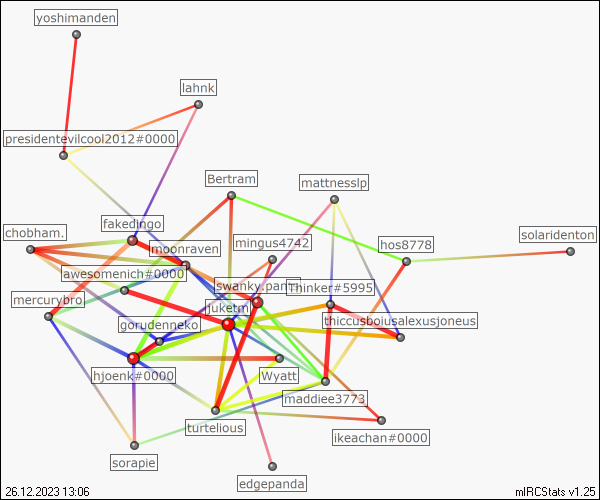 yoshimanden
lahnk
presidentevilcool2012#0000
Bertram
mattnesslp
fakedingo
chobham.
moonraven
mingus4742
hos8778
solaridenton
awesomenich#0000
swanky.pants
Thinker#5995
mercurybro
juketm
gorudenneko
thiccusboiusalexusjoneus
hjoenk#0000
Wyatt
maddiee3773
turtelious
ikeachan#0000
sorapie
edgepanda
26.12.2023 13:06
mIRCStats v1.25